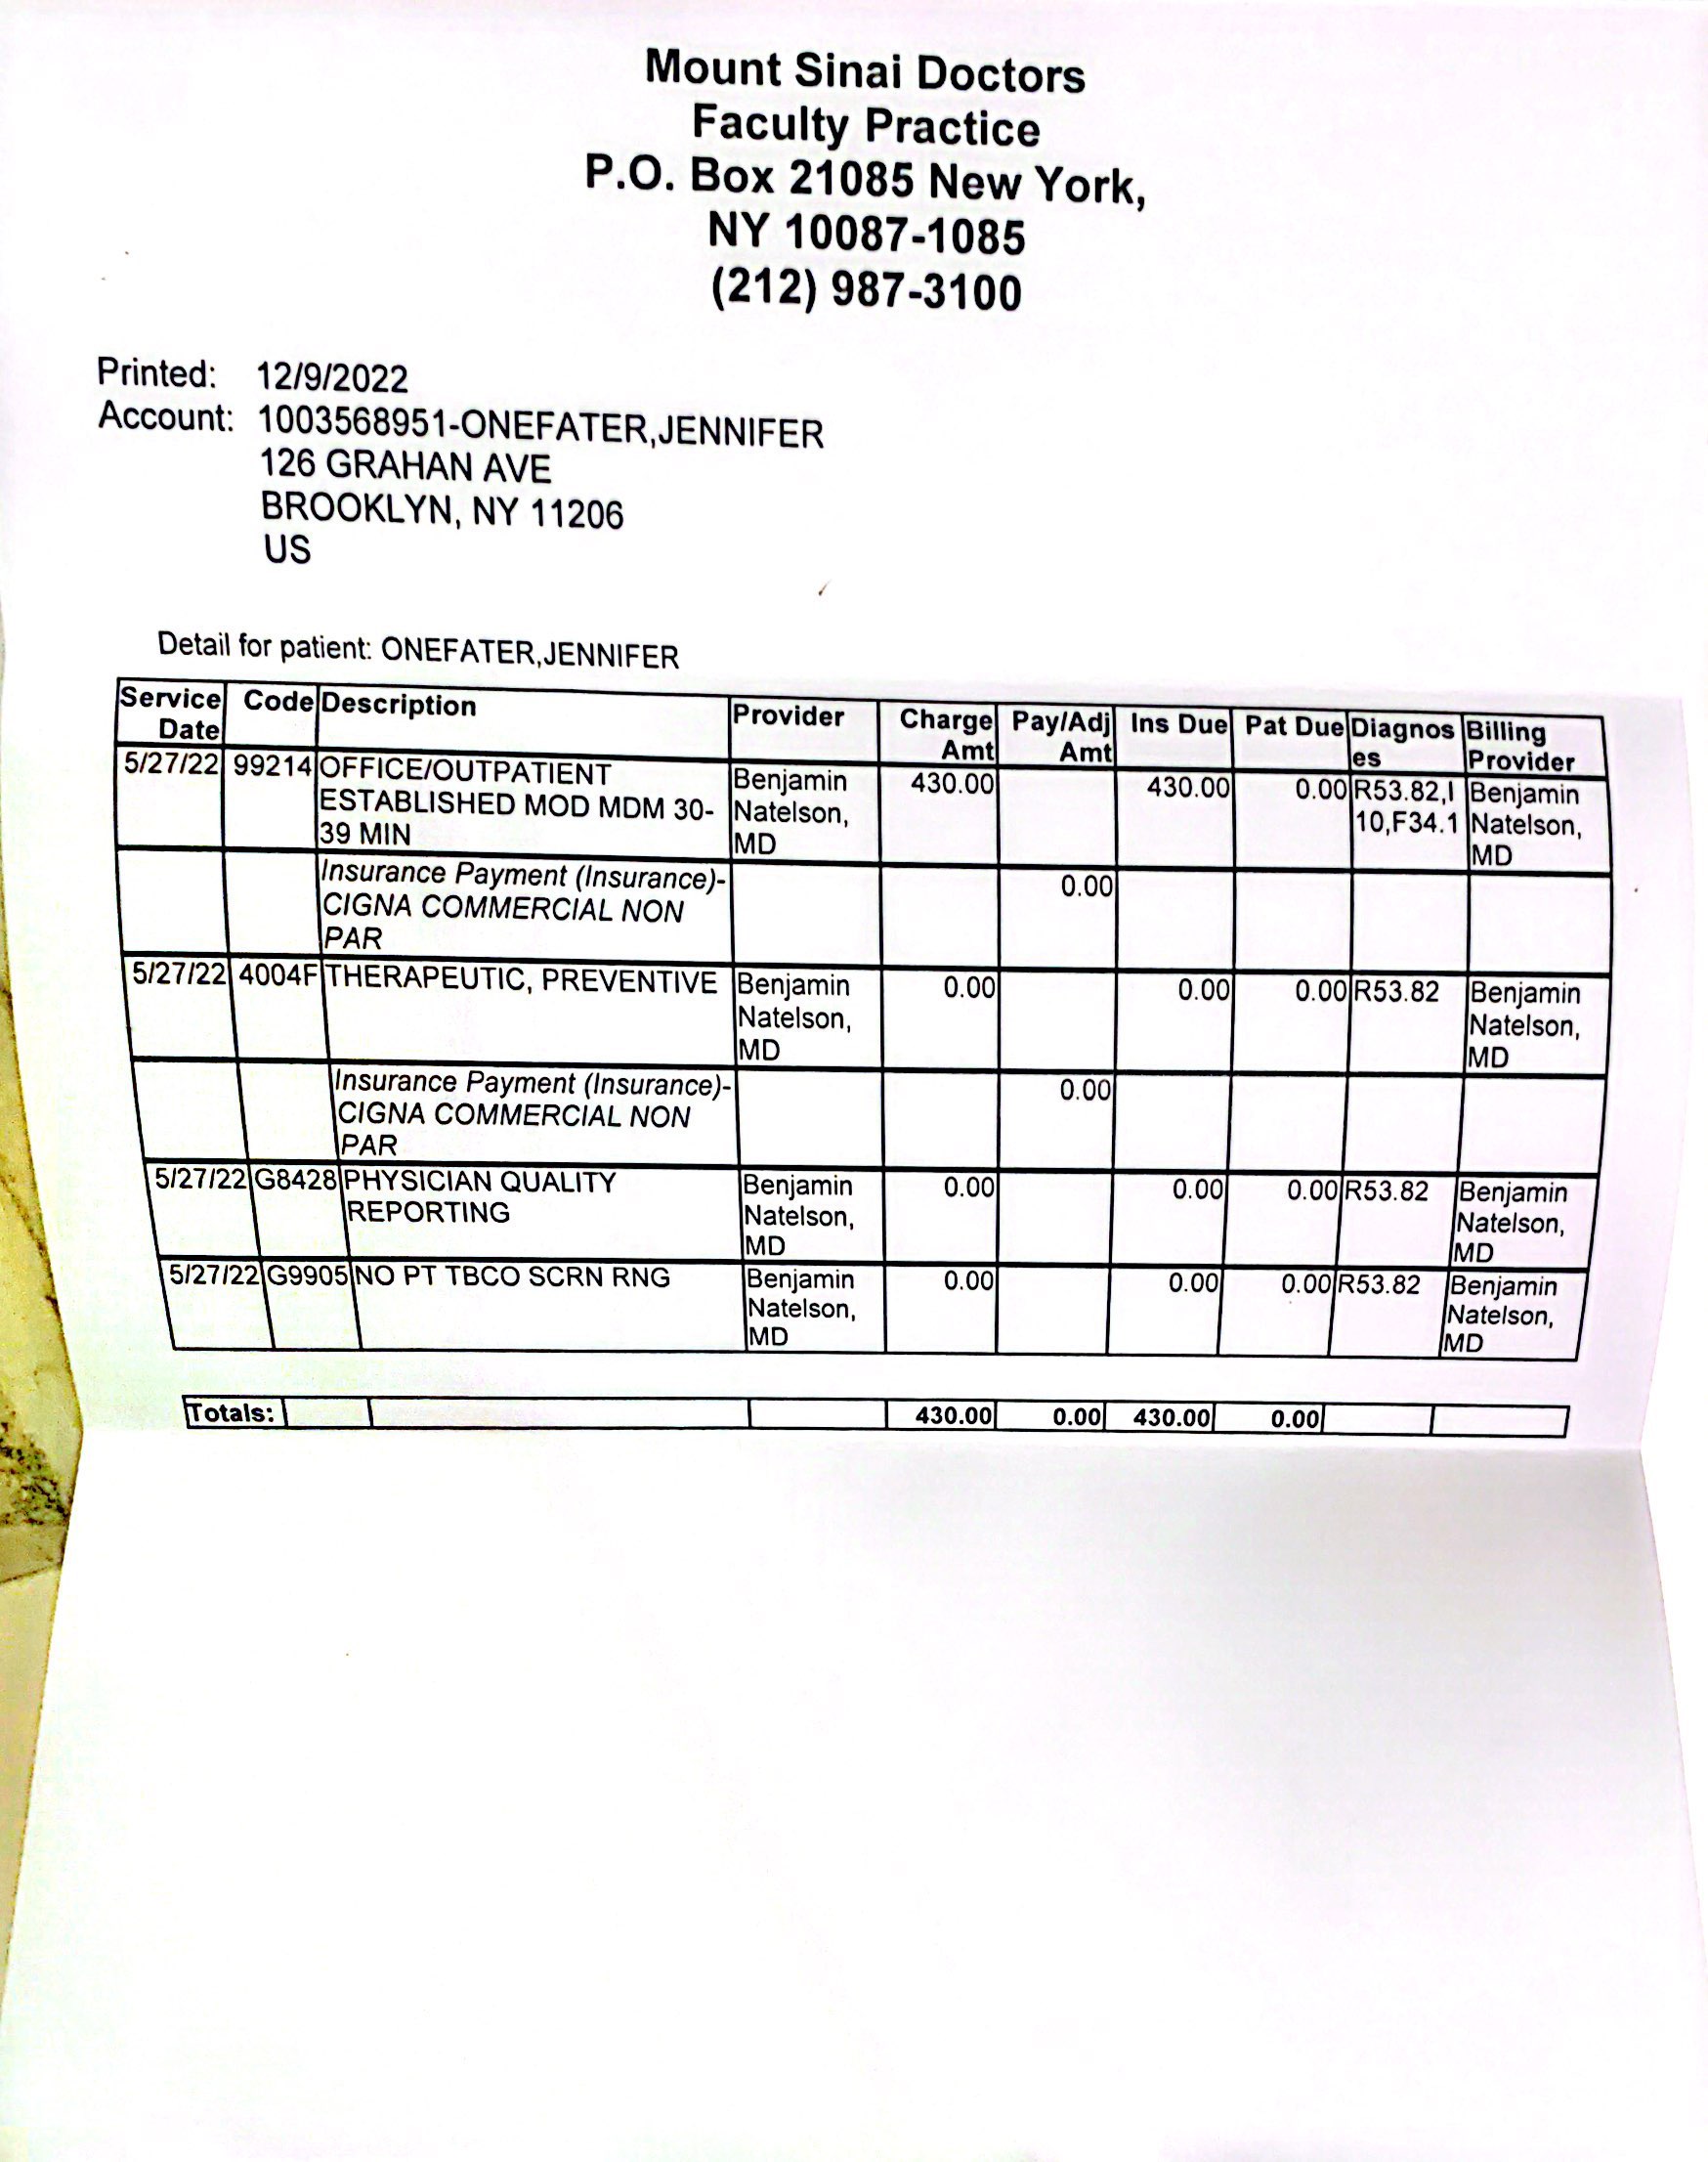 Mount Sinai Doctors
Faculty Practice
P.O. Box 21085 New York,
NY 10087-1085
(212) 987-3100
Printed: 12/9/2022
Account: 1003568951-ONEFATER,JENNIFER
126 GRAHAN AVE
BROOKLYN, NY 11206
US
Detail for patient: ONEFATER,JENNIFER
Service Date Code Description Provider Charge Amt Pay/Adj Amt Ins Due Pat Due Diagnoses Billing Provider
5/27/22 99214 OFFICE/OUTPATIENT Benjamin 430.00 430.00 0.00 R53.82,I Benjamin
ESTABLISHED MOD MDM 30- Natelson, 10,F34.1 Natelson,
39 MIN MD MD
Insurance Payment (Insurance)- 0.00
CIGNA COMMERCIAL NON
PAR
5/27/22 4004F THERAPEUTIC, PREVENTIVE Benjamin 0.00 0.00 0.00 R53.82 Benjamin
Natelson, Natelson,
MD MD
Insurance Payment (Insurance)- 0.00
CIGNA COMMERCIAL NON
PAR
5/27/22 G8428 PHYSICIAN QUALITY Benjamin 0.00 0.00 0.00 R53.82 Benjamin
REPORTING Natelson, Natelson,
MD MD
5/27/22 G9905 NO PT TBCO SCRN RNG Benjamin 0.00 0.00 0.00 R53.82 Benjamin
Natelson, Natelson,
MD MD
Totals: 430.00 0.00 430.00 0.00